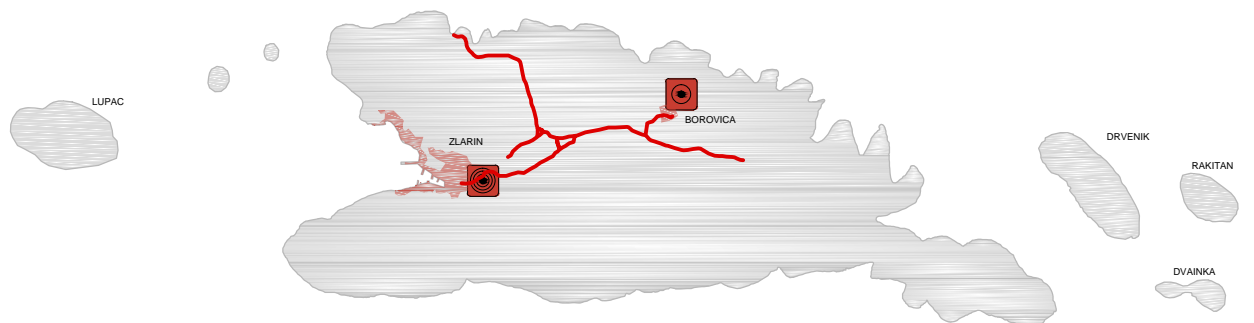 LUPAC
BOROVICA
ZLARIN
DRVENIK
RAKITAN
DVAINKA